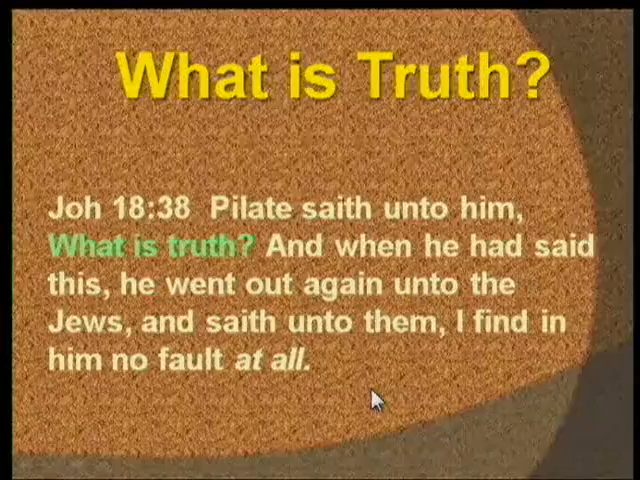 What is Truth?
Joh 18:38  Pilate saith unto him,
What is truth? And when he had said
this, he went out again unto the
Jews, and saith unto them, I find in
him no fault at all.